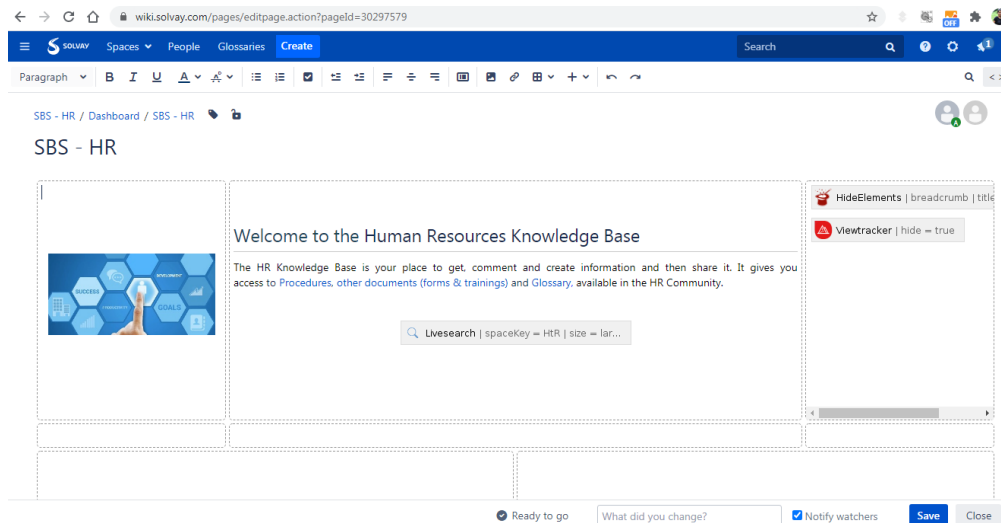 wiki.solvay.com/pages/editpage.action?pageId=30297579
OFF
SOLVAY Spaces People Glossaries Create Search 1
Paragraph B I U A
SBS - HR / Dashboard / SBS - HR
A
SBS - HR
HideElements | breadcrumb | title
Viewtracker | hide = true
Welcome to the Human Resources Knowledge Base
The HR Knowledge Base is your place to get, comment and create information and then share it. It gives you
access to Procedures, other documents (forms & trainings) and Glossary, available in the HR Community.
SUCCESS
GOALS
Livesearch | spaceKey = HtR | size = lar...
Ready to go What did you change? Notify watchers Save Close